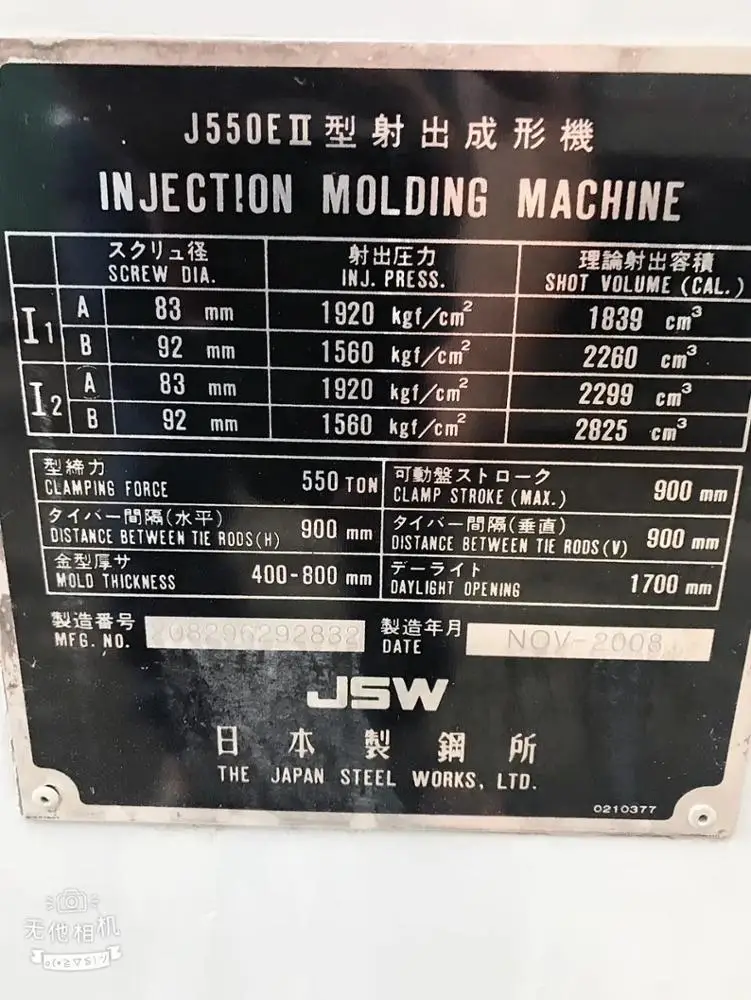 J550EⅡ型射出成形機
INJECTION MOLDING MACHINE
スクリュ径 射出圧力 理論射出容積
SCREW DIA. INJ. PRESS. SHOT VOLUME (CAL.)
I1 A 83 mm 1920 kgf/cm² 1839 cm³
B 92 mm 1560 kgf/cm² 2260 cm³
I2 A 83 mm 1920 kgf/cm² 2299 cm³
B 92 mm 1560 kgf/cm² 2825 cm³
型締力 可動盤ストローク
CLAMPING FORCE 550 TON CLAMP STROKE (MAX.) 900 mm
タイバー間隔(水平) タイバー間隔(垂直)
DISTANCE BETWEEN TIE RODS(H) 900 mm DISTANCE BETWEEN TIE RODS(V) 900 mm
金型厚サ デーライト
MOLD THICKNESS 400-800 mm DAYLIGHT OPENING 1700 mm
製造番号 製造年月
MFG. NO. 208296292832 DATE NOV-2008
JSW
日本製鋼所
THE JAPAN STEEL WORKS, LTD.
0210377
无他相机